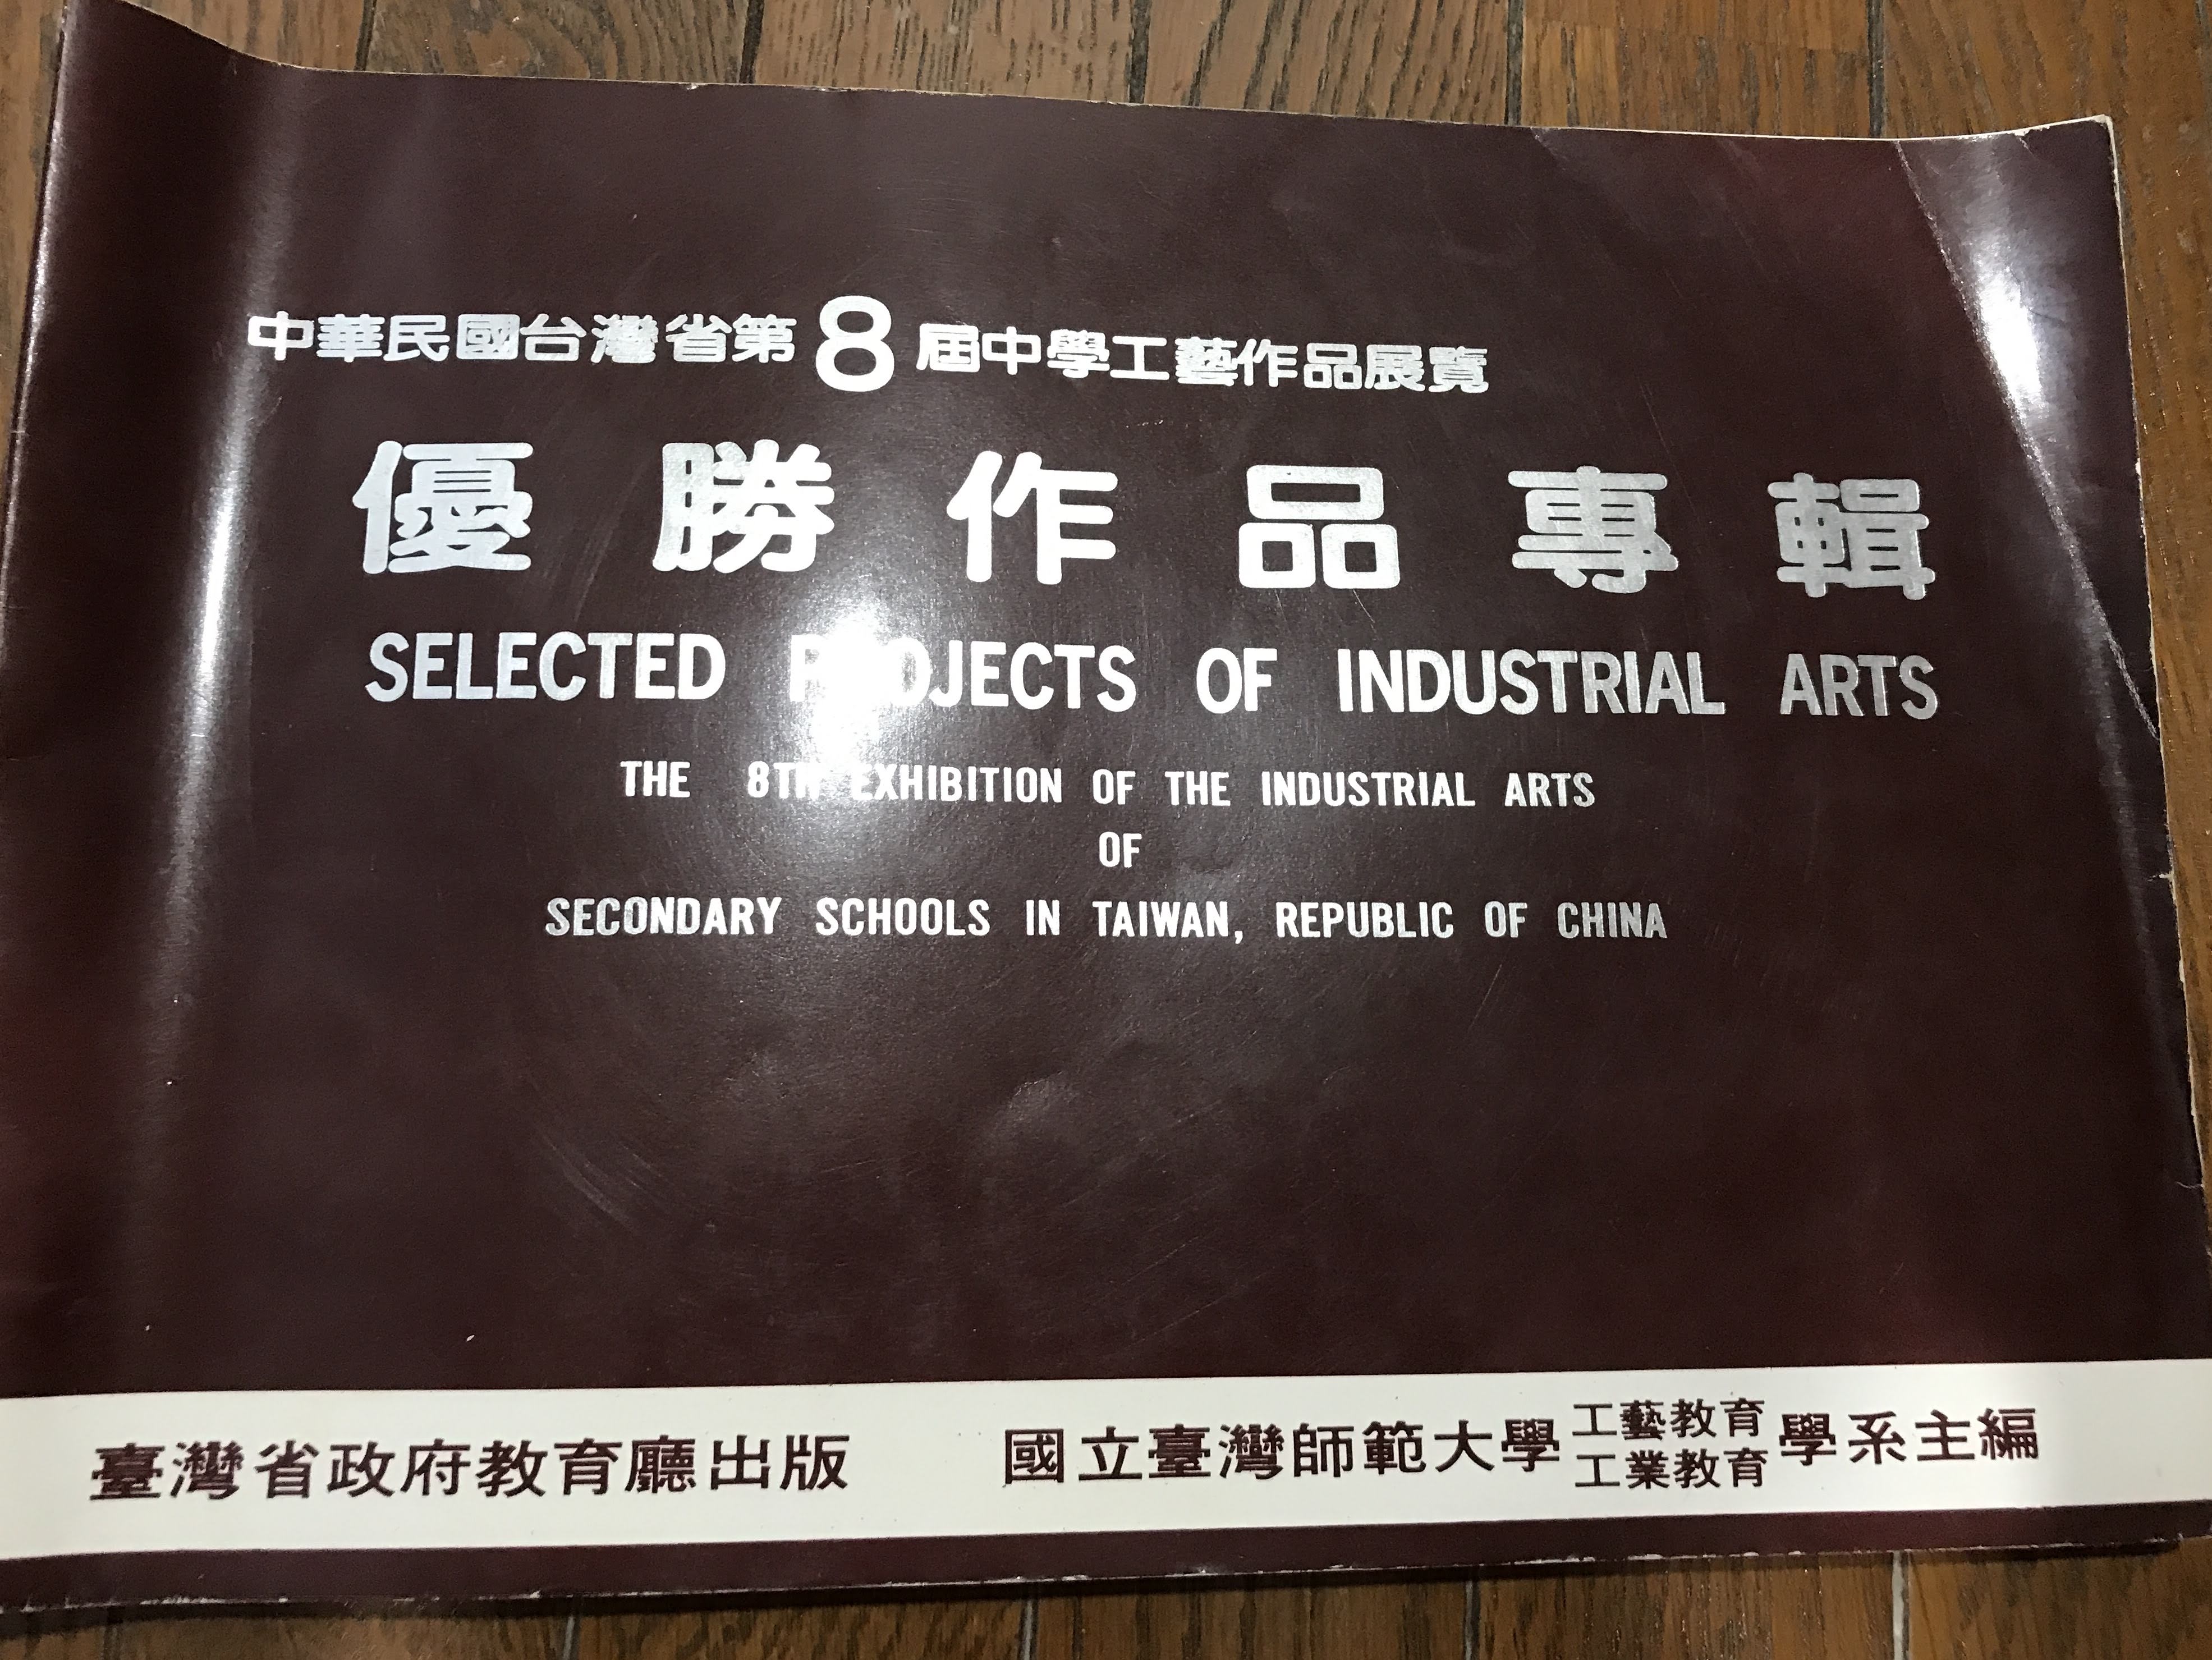 中華民國台灣省第8屆中學工藝作品展覽
優勝作品專輯
SELECTED PROJECTS OF INDUSTRIAL ARTS
THE 8TH EXHIBITION OF THE INDUSTRIAL ARTS
OF
SECONDARY SCHOOLS IN TAIWAN, REPUBLIC OF CHINA
臺灣省政府教育廳出版
國立臺灣師範大學工藝教育工業教育學系主編